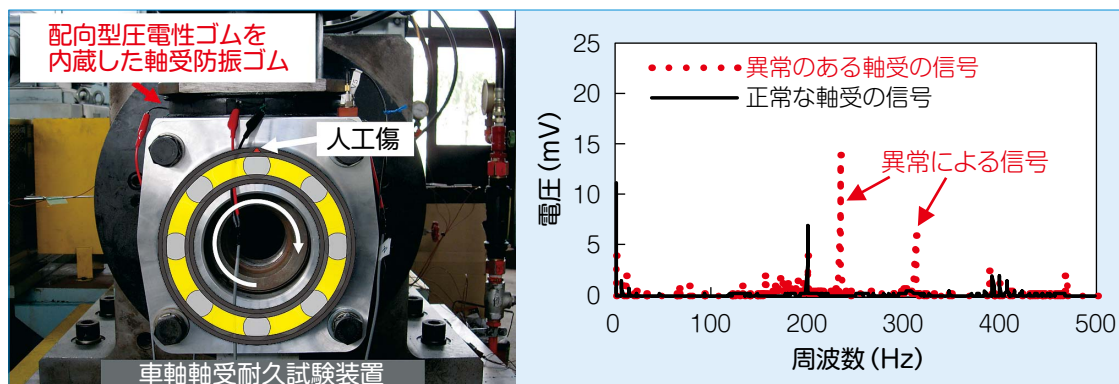 配向型圧電性ゴムを
内蔵した軸受防振ゴム
人工傷
車軸軸受耐久試験装置
25
20
15
10
5
0
電圧(mV)
異常のある軸受の信号
正常な軸受の信号
異常による信号
0 100 200 300 400 500
周波数(Hz)